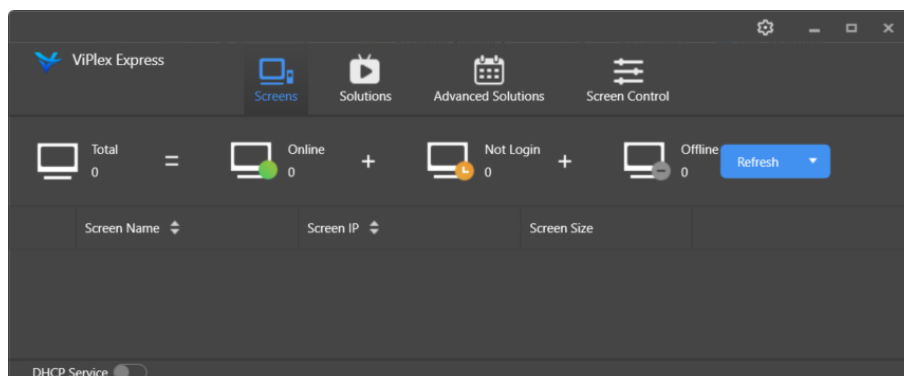 ViPlex Express
Screens
Solutions
Advanced Solutions
Screen Control
Total
0
=
Online
0
+
Not Login
0
+
Offline
0
Refresh
Screen Name
Screen IP
Screen Size
DHCP Service